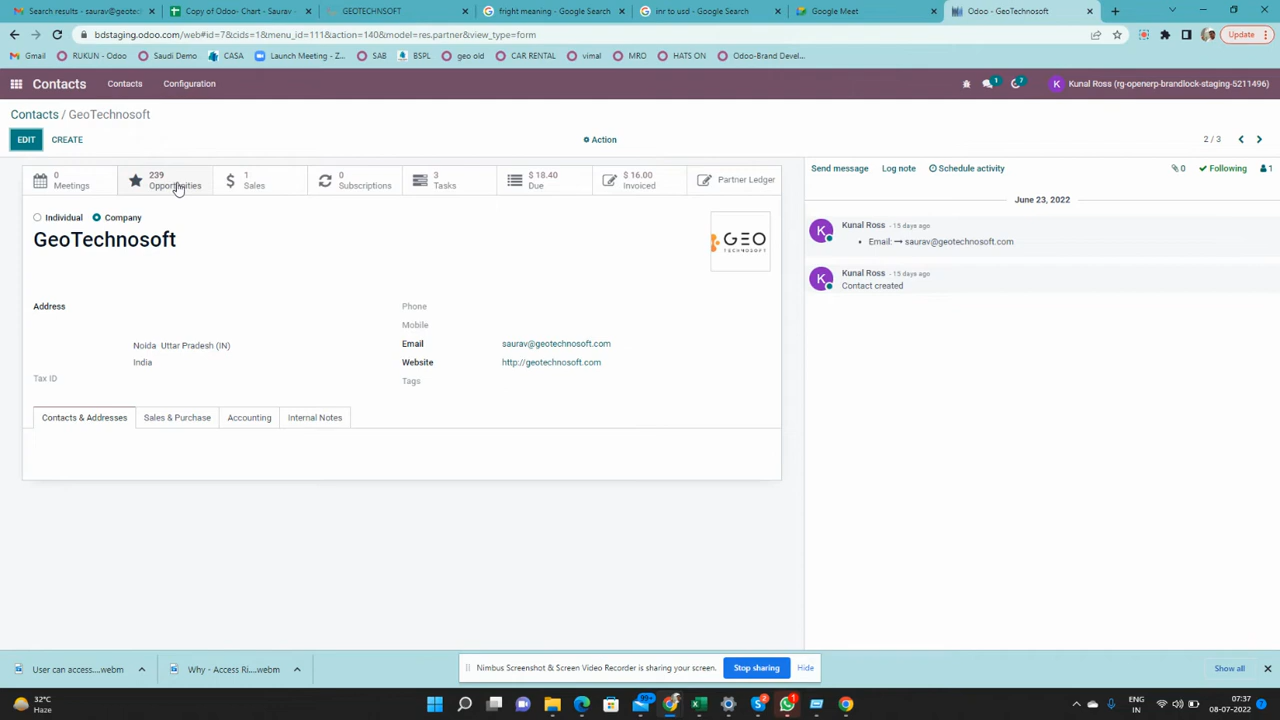 Search results - saurav@geotec
Copy of Odoo- Chart - Saurav -
GEOTECHNOSOFT
fright meaning - Google Search
inr to usd - Google Search
Google Meet
Odoo - GeoTechnosoft
bdstaging.odoo.com/web#id=7&cids=1&menu_id=111&action=140&model=res.partner&view_type=form
Update
Gmail
RUKUN - Odoo
Saudi Demo
CASA
Launch Meeting - Z...
SAB
BSPL
geo old
CAR RENTAL
vimal
MRO
HATS ON
Odoo-Brand Devel...
Contacts
Contacts
Configuration
1
7
K
Kunal Ross (rg-openerp-brandlock-staging-5211496)
Contacts / GeoTechnosoft
EDIT
CREATE
Action
2 / 3
0
Meetings
239
Opportunities
1
Sales
0
Subscriptions
3
Tasks
$ 18.40
Due
$ 16.00
Invoiced
Partner Ledger
Send message
Log note
Schedule activity
0
Following
1
Individual
Company
GeoTechnosoft
GEO
TECHNOSOFT
June 23, 2022
K
Kunal Ross - 15 days ago
• Email: → saurav@geotechnosoft.com
K
Kunal Ross - 15 days ago
Contact created
Address
Noida Uttar Pradesh (IN)
India
Tax ID
Phone
Mobile
Email saurav@geotechnosoft.com
Website http://geotechnosoft.com
Tags
Contacts & Addresses
Sales & Purchase
Accounting
Internal Notes
User can access....webm
Why - Access Ri....webm
Nimbus Screenshot & Screen Video Recorder is sharing your screen.
Stop sharing
Hide
Show all
32°C
Haze
99+
2
1
ENG
IN
07:37
08-07-2022